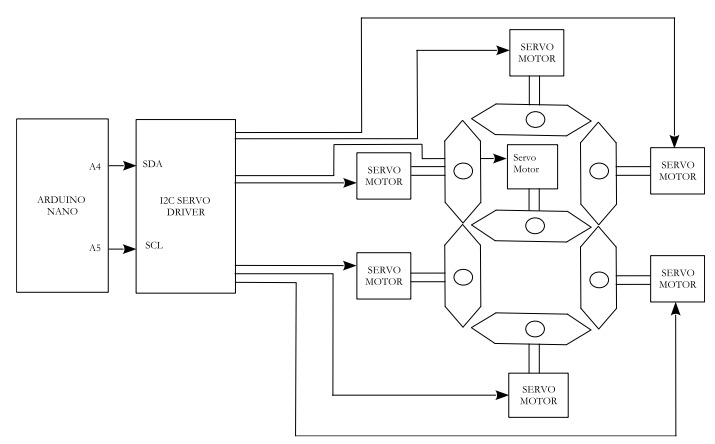 SERVO
MOTOR
A4
SDA
SERVO
MOTOR
Servo
Motor
SERVO
MOTOR
ARDUINO
NANO
I2C SERVO
DRIVER
A5
SCL
SERVO
MOTOR
SERVO
MOTOR
SERVO
MOTOR